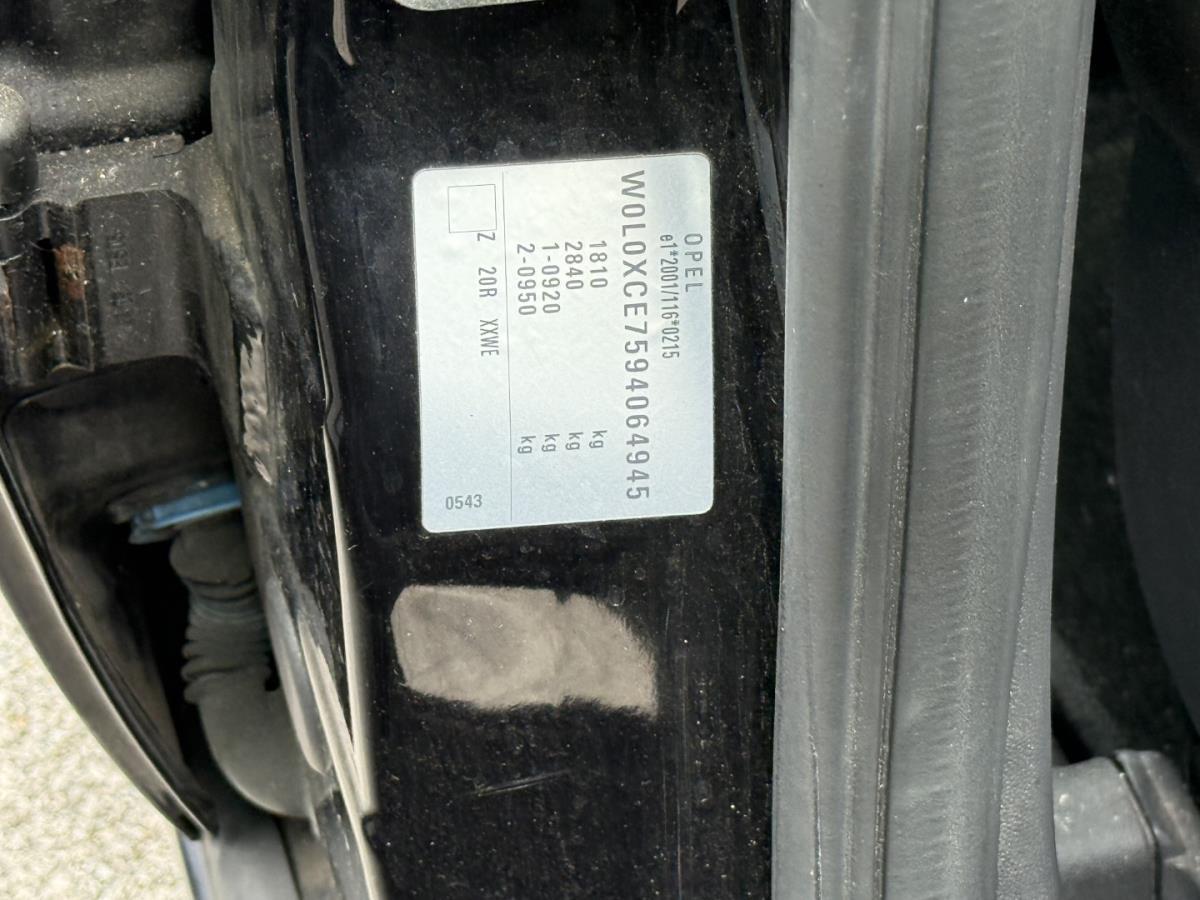 OPEL
e1*2001/116*0215
W0L0XCE7594064945
1810 kg
2840 kg
1-0920 kg
2-0950 kg
Z 20R XXWE
0543